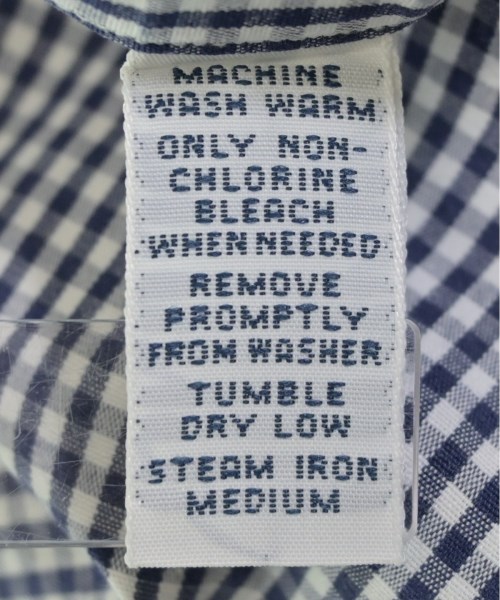 MACHINE
WASH WARM
ONLY NON-
CHLORINE
BLEACH
WHEN NEEDED
REMOVE
PROMPTLY
FROM WASHER
TUMBLE
DRY LOW
STEAM IRON
MEDIUM